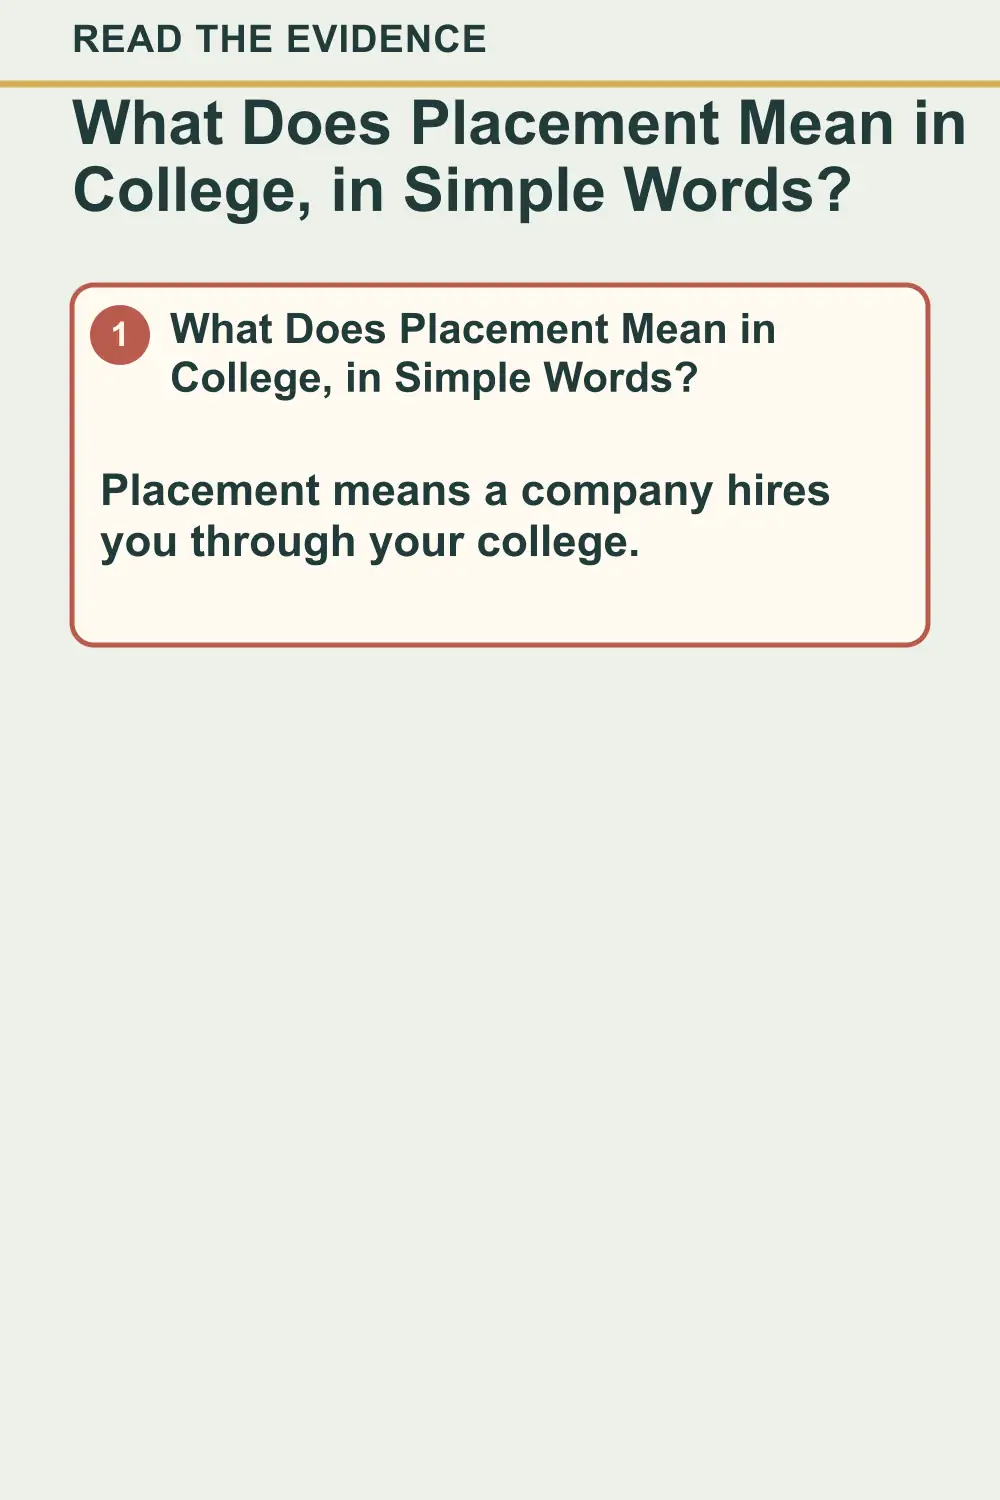 READ THE EVIDENCE
What Does Placement Mean in
College, in Simple Words?
1
What Does Placement Mean in
College, in Simple Words?
Placement means a company hires
you through your college.